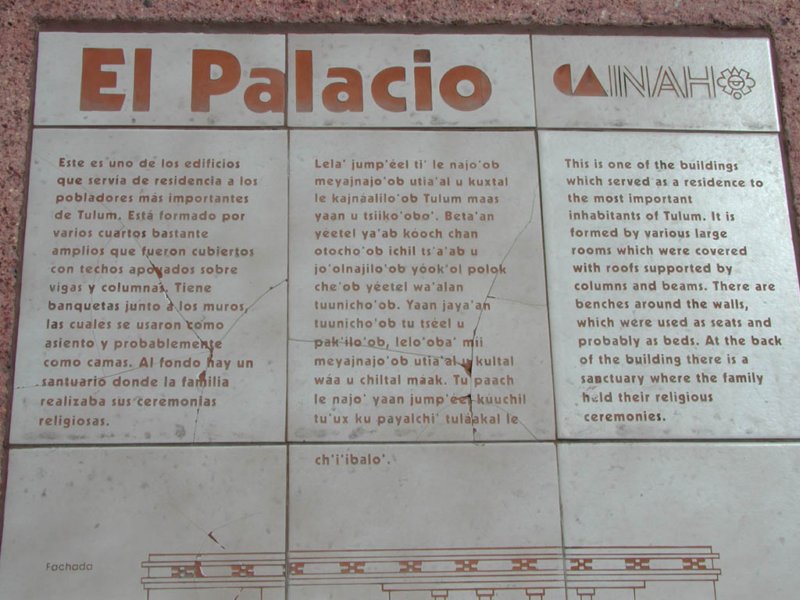 El Palacio
CA INAH
Este es uno de los edificios
que servía de residencia a los
pobladores más importantes
de Tulum. Está formado por
varios cuartos bastante
amplios que fueron cubiertos
con techos apoyados sobre
vigas y columnas. Tiene
banquetas junto a los muros,
las cuales se usaron como
asiento y probablemente
como camas. Al fondo hay un
santuario donde la familia
realizaba sus ceremonias
religiosas.
Lela' jump'éel ti' le najo'ob
meyajnajo'ob utia'al u kuxtal
le kajnáalilo'ob Tulum maas
yaan u tsiiko'obo'. Beta'an
yéetel ya'ab kóoch chan
otocho'ob ichil ts'a'ab u
jo'olnajilo'ob yóok'ol polok
che'ob yéetel wa'alan
tuunicho'ob. Yaan jaya'an
tuunicho'ob tu tséel u
pak'ilo'ob, lelo'oba' mii
meyajnajo'ob utia'al u kultal
wáa u chiltal máak. Tu paach
le najo' yaan jump'éel kúuchil
tu'ux ku payalchi' tuláakal le
ch'i'ibalo'.
This is one of the buildings
which served as a residence to
the most important
inhabitants of Tulum. It is
formed by various large
rooms which were covered
with roofs supported by
columns and beams. There are
benches around the walls,
which were used as seats and
probably as beds. At the back
of the building there is a
sanctuary where the family
held their religious
ceremonies.
Fachada